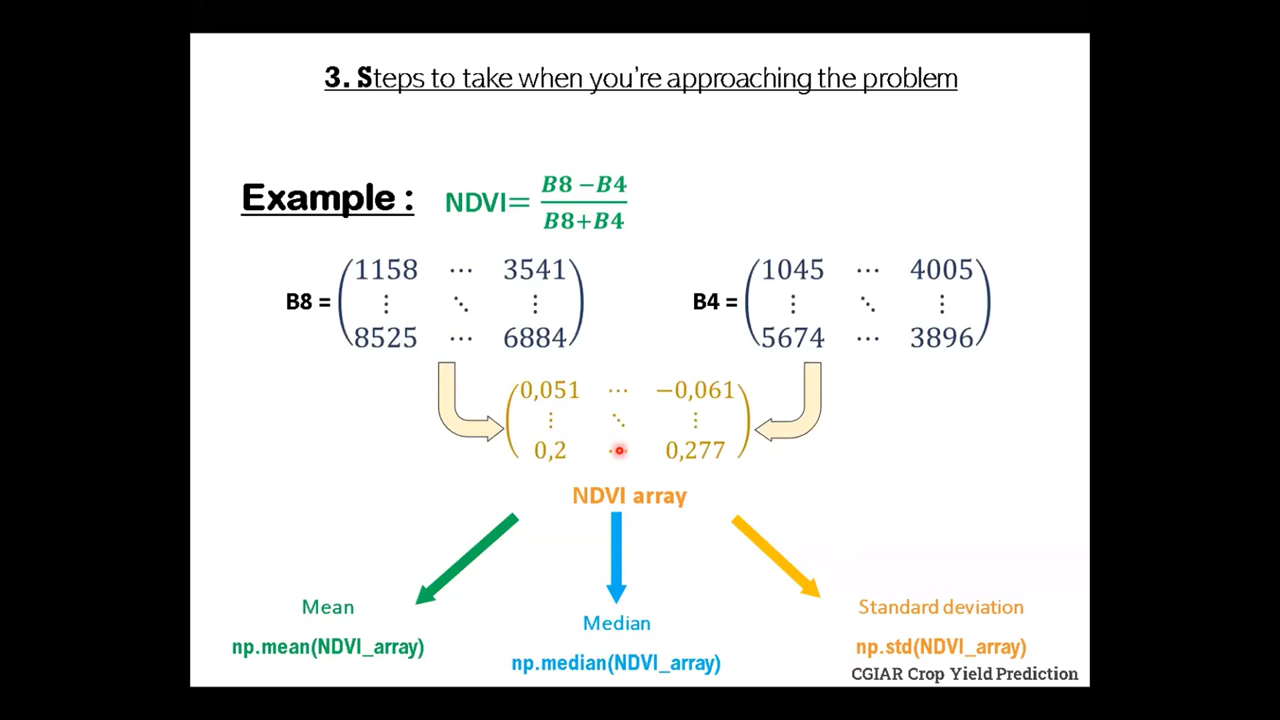 3. Steps to take when you're approaching the problem
Example : NDVI= B8 −B4 / B8+B4
B8 =
1158 ⋯ 3541
⋮ ⋱ ⋮
8525 ⋯ 6884
B4 =
1045 ⋯ 4005
⋮ ⋱ ⋮
5674 ⋯ 3896
0,051 ⋯ −0,061
⋮ ⋱ ⋮
0,2 ⋯ 0,277
NDVI array
Mean
np.mean(NDVI_array)
Median
np.median(NDVI_array)
Standard deviation
np.std(NDVI_array)
CGIAR Crop Yield Prediction